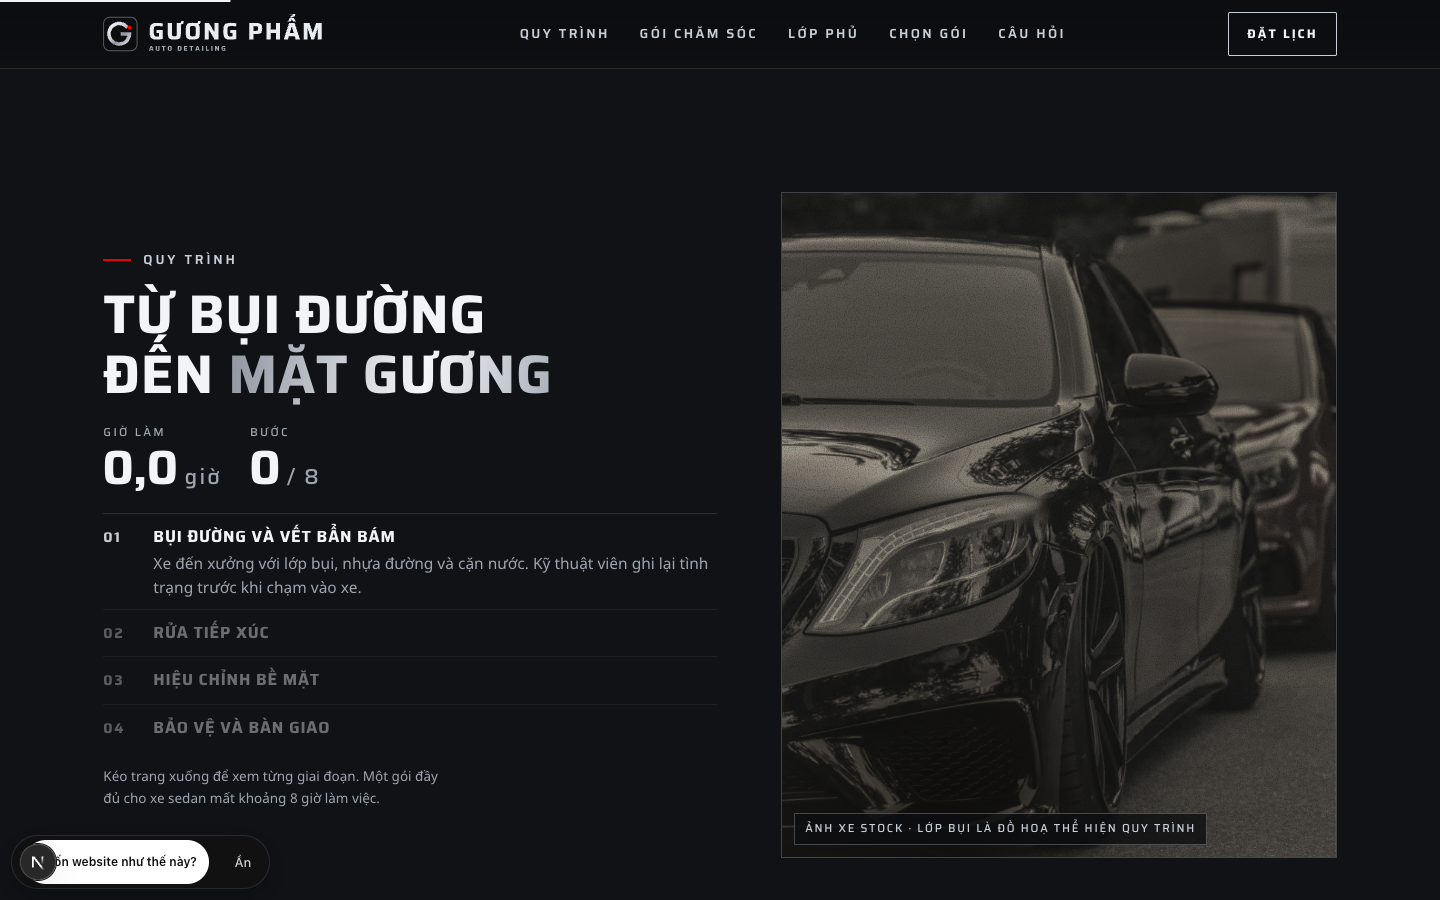 GƯƠNG PHẨM
AUTO DETAILING
QUY TRÌNH
GÓI CHĂM SÓC
LỚP PHỦ
CHỌN GÓI
CÂU HỎI
ĐẶT LỊCH
QUY TRÌNH
TỪ BỤI ĐƯỜNG
ĐẾN MẶT GƯƠNG
GIỜ LÀM
BƯỚC
0,0 giờ
0 / 8
01 BỤI ĐƯỜNG VÀ VẾT BẨN BÁM
Xe đến xưởng với lớp bụi, nhựa đường và cặn nước. Kỹ thuật viên ghi lại tình
trạng trước khi chạm vào xe.
02 RỬA TIẾP XÚC
03 HIỆU CHỈNH BỀ MẶT
04 BẢO VỆ VÀ BÀN GIAO
Kéo trang xuống để xem từng giai đoạn. Một gói đầy
đủ cho xe sedan mất khoảng 8 giờ làm việc.
ẢNH XE STOCK · LỚP BỤI LÀ ĐỒ HOẠ THỂ HIỆN QUY TRÌNH
N
website như thế này?
Ẩn